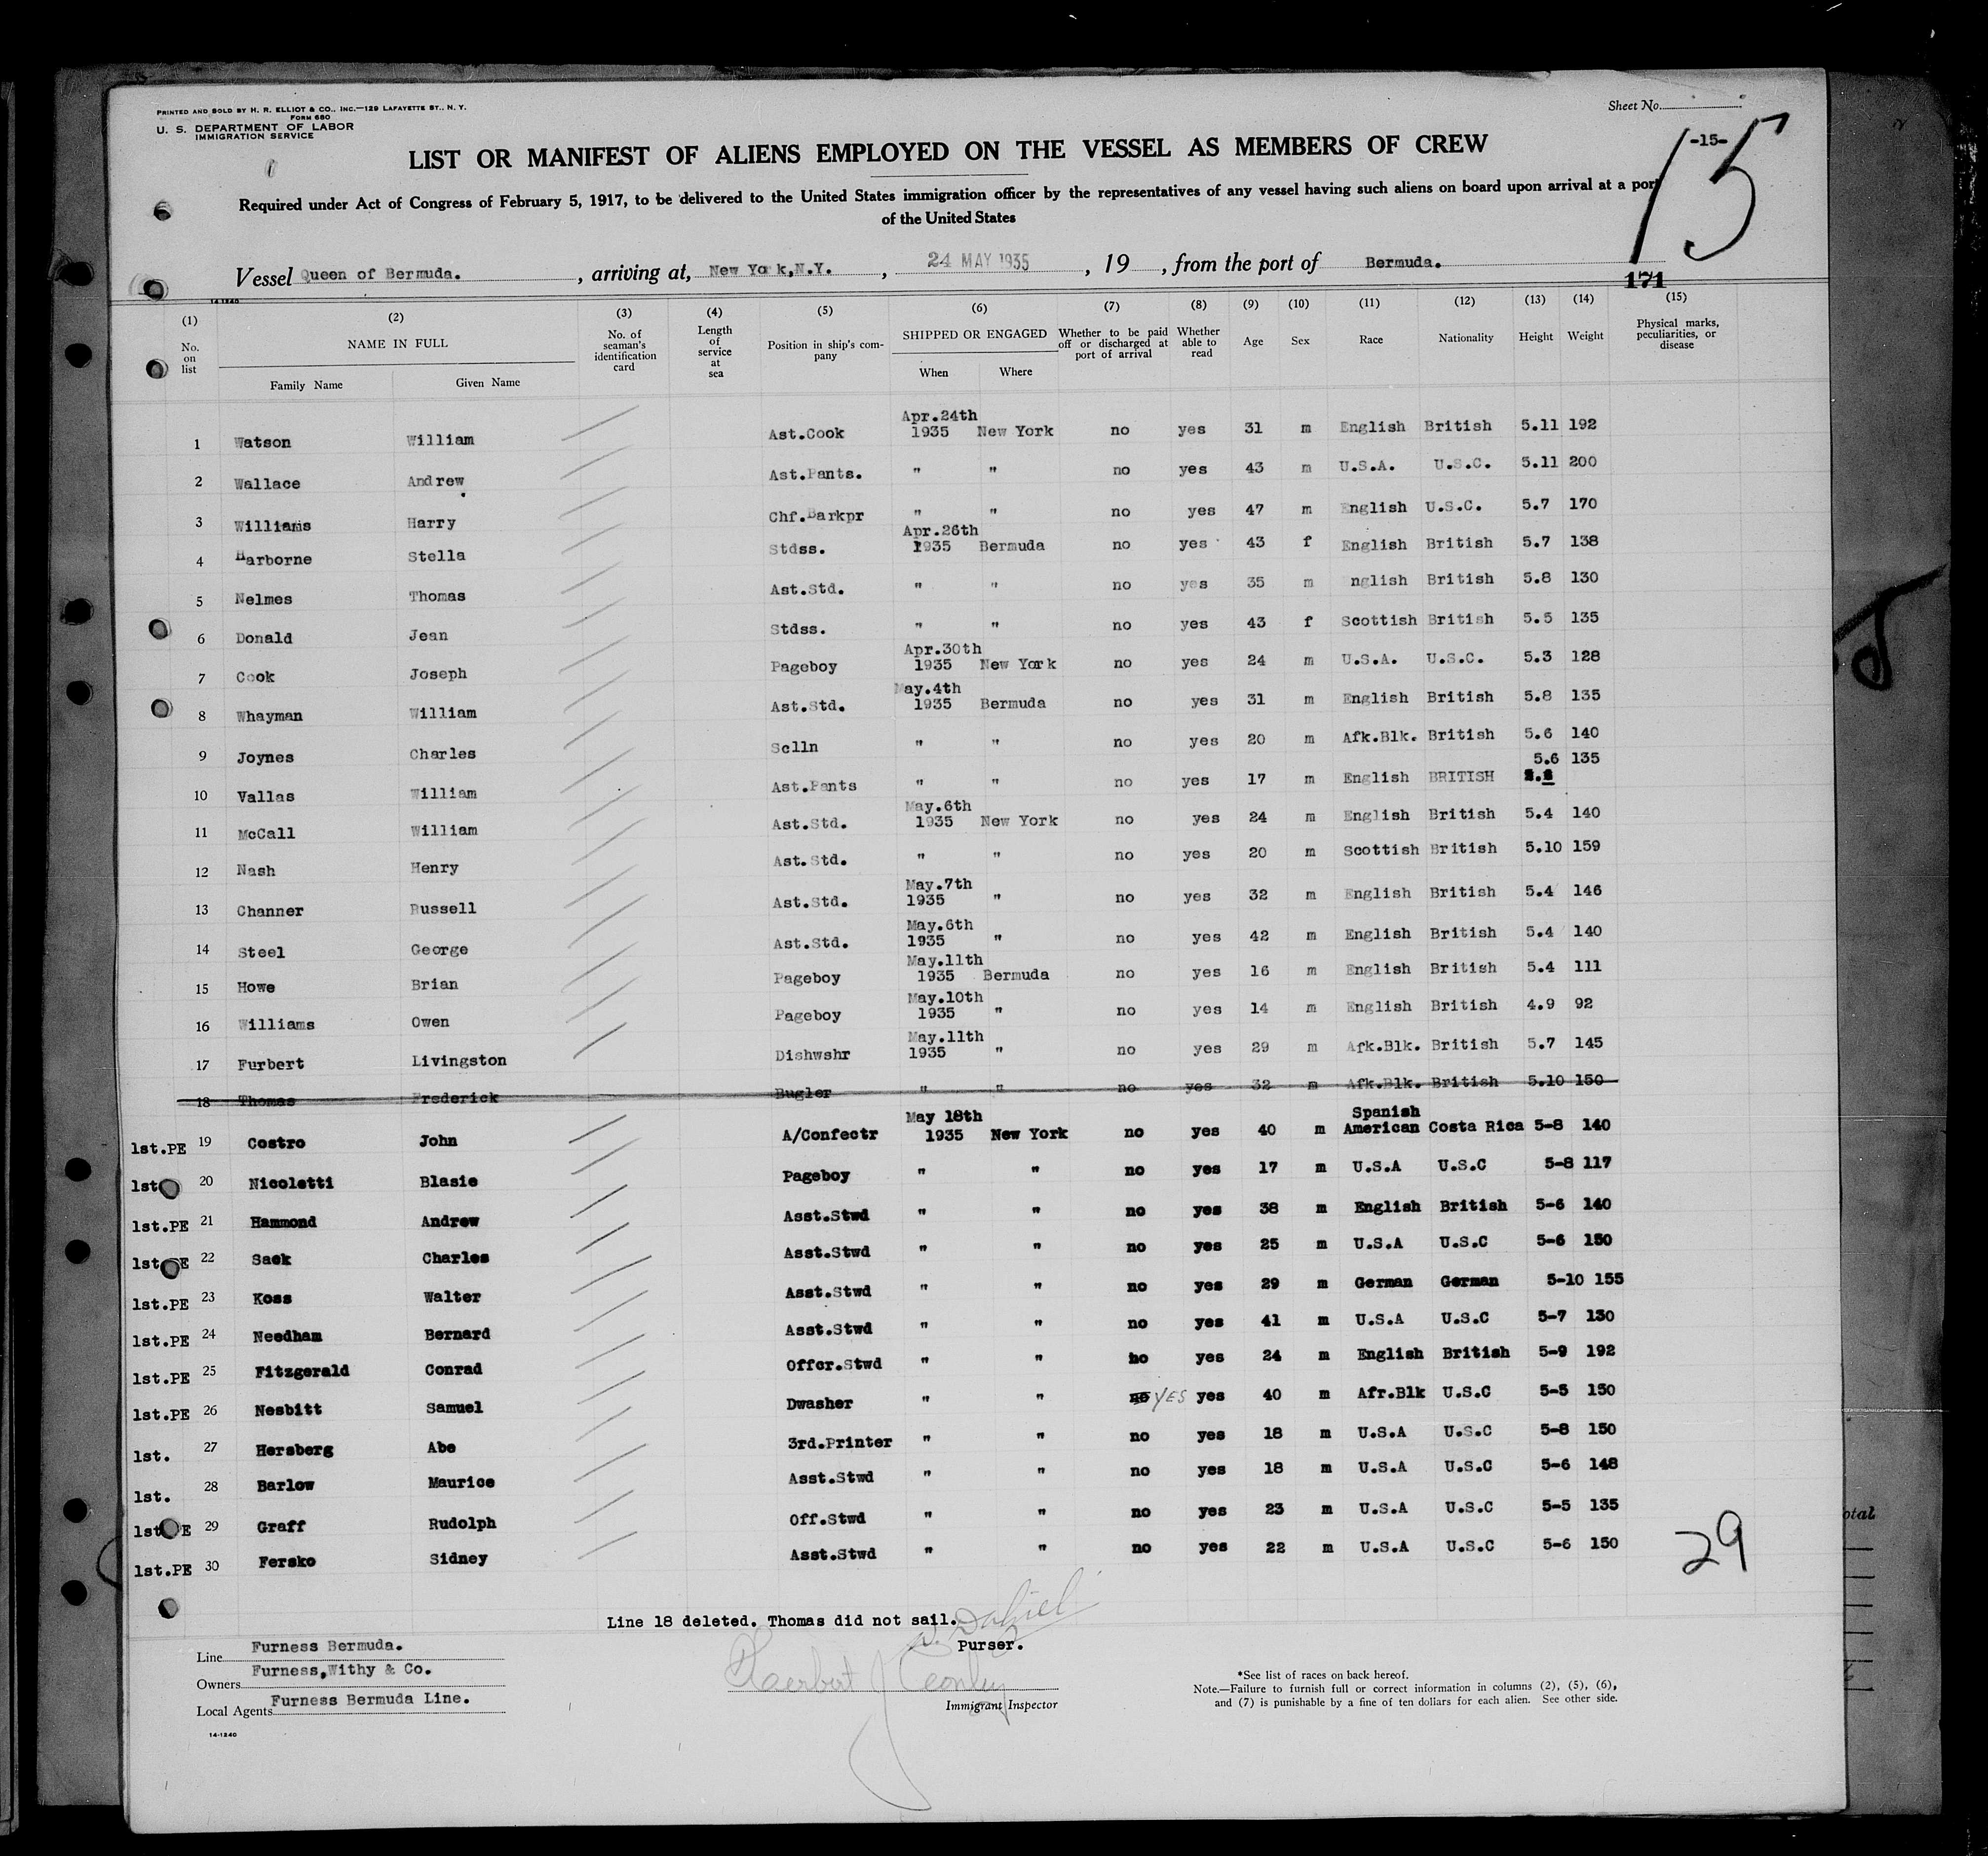 PRINTED AND SOLD BY H. R. ELLIOT & CO., INC.—129 LAFAYETTE ST., N. Y.
FORM 680
U. S. DEPARTMENT OF LABOR
IMMIGRATION SERVICE
Sheet No.
-15-
15
LIST OR MANIFEST OF ALIENS EMPLOYED ON THE VESSEL AS MEMBERS OF CREW
Required under Act of Congress of February 5, 1917, to be delivered to the United States immigration officer by the representatives of any vessel having such aliens on board upon arrival at a port
of the United States
Vessel Queen of Bermuda. , arriving at, New York,N.Y. , 24 MAY 1935 , 19 , from the port of Bermuda.
171
14-1240
(1) (2) (3) (4) (5) (6) (7) (8) (9) (10) (11) (12) (13) (14) (15)
No. on list NAME IN FULL Family Name Given Name No. of seaman's identification card Length of service at sea Position in ship's company SHIPPED OR ENGAGED When Where Whether to be paid off or discharged at port of arrival Whether able to read Age Sex Race Nationality Height Weight Physical marks, peculiarities, or disease
1 Watson William Ast.Cook Apr.24th 1935 New York no yes 31 m English British 5.11 192
2 Wallace Andrew Ast.Pants. " " no yes 43 m U.S.A. U.S.C. 5.11 200
3 Williams Harry Chf.Barkpr " " no yes 47 m English U.S.C. 5.7 170
4 Harborne Stella Stdss. Apr.26th 1935 Bermuda no yes 43 f English British 5.7 138
5 Nelmes Thomas Ast.Std. " " no yes 35 m nglish British 5.8 130
6 Donald Jean Stdss. " " no yes 43 f Scottish British 5.5 135
7 Cook Joseph Pageboy Apr.30th 1935 New York no yes 24 m U.S.A. U.S.C. 5.3 128
8 Whayman William Ast.Std. May.4th 1935 Bermuda no yes 31 m English British 5.8 135
9 Joynes Charles Sclln " " no yes 20 m Afk.Blk. British 5.6 140
10 Vallas William Ast.Pants " " no yes 17 m English BRITISH 5.6 135
11 McCall William Ast.Std. May.6th 1935 New York no yes 24 m English British 5.4 140
12 Nash Henry Ast.Std. " " no yes 20 m Scottish British 5.10 159
13 Channer Russell Ast.Std. May.7th 1935 " no yes 32 m English British 5.4 146
14 Steel George Ast.Std. May.6th 1935 " no yes 42 m English British 5.4 140
15 Howe Brian Pageboy May.11th 1935 Bermuda no yes 16 m English British 5.4 111
16 Williams Owen Pageboy May.10th 1935 " no yes 14 m English British 4.9 92
17 Furbert Livingston Dishwshr May.11th 1935 " no yes 29 m Afk.Blk. British 5.7 145
18 Thomas Frederick Bugler " " no yes 32 m Afk.Blk. British 5.10 150
1st.PE 19 Costro John A/Confectr May 18th 1935 New York no yes 40 m Spanish American Costa Rica 5-8 140
1st 20 Nicoletti Blasie Pageboy " " no yes 17 m U.S.A U.S.C 5-8 117
1st.PE 21 Hammond Andrew Asst.Stwd " " no yes 38 m English British 5-6 140
1st E 22 Sack Charles Asst.Stwd " " no yes 25 m U.S.A U.S.C 5-6 150
1st.PE 23 Koss Walter Asst.Stwd " " no yes 29 m German German 5-10 155
1st.PE 24 Needham Bernard Asst.Stwd " " no yes 41 m U.S.A U.S.C 5-7 130
1st.PE 25 Fitzgerald Conrad Offcr.Stwd " " no yes 24 m English British 5-9 192
1st.PE 26 Nesbitt Samuel Dwasher " " no YES yes 40 m Afr.Blk U.S.C 5-5 150
1st. 27 Hersberg Abe 3rd.Printer " " no yes 18 m U.S.A U.S.C 5-8 150
1st. 28 Barlow Maurice Asst.Stwd " " no yes 18 m U.S.A U.S.C 5-6 148
1st E 29 Graff Rudolph Off.Stwd " " no yes 23 m U.S.A U.S.C 5-5 135
1st.PE 30 Fersko Sidney Asst.Stwd " " no yes 22 m U.S.A U.S.C 5-6 150
29
otal
Line 18 deleted. Thomas did not sail.
Purser.
Line Furness Bermuda.
Owners Furness,Withy & Co.
Local Agents Furness Bermuda Line.
Immigrant Inspector
*See list of races on back hereof.
Note.—Failure to furnish full or correct information in columns (2), (5), (6),
and (7) is punishable by a fine of ten dollars for each alien. See other side.
14-1240